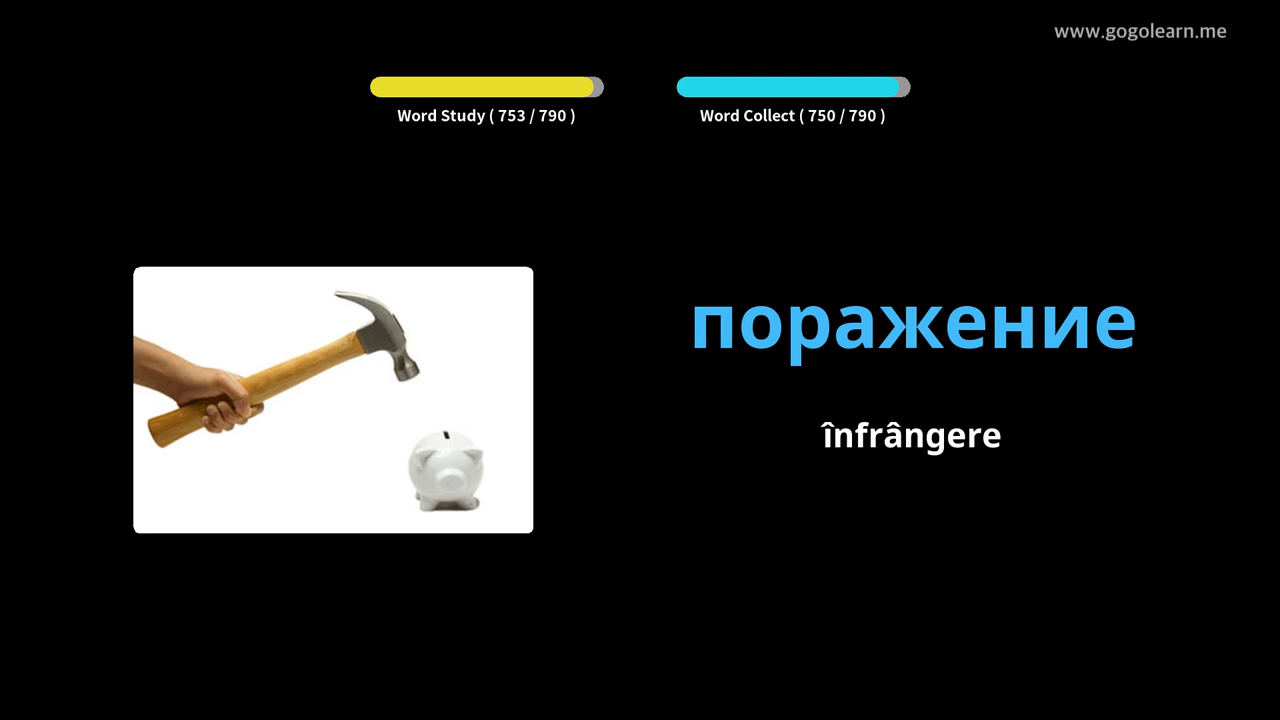 www.gogolearn.me
Word Study ( 753 / 790 )
Word Collect ( 750 / 790 )
поражение
înfrângere